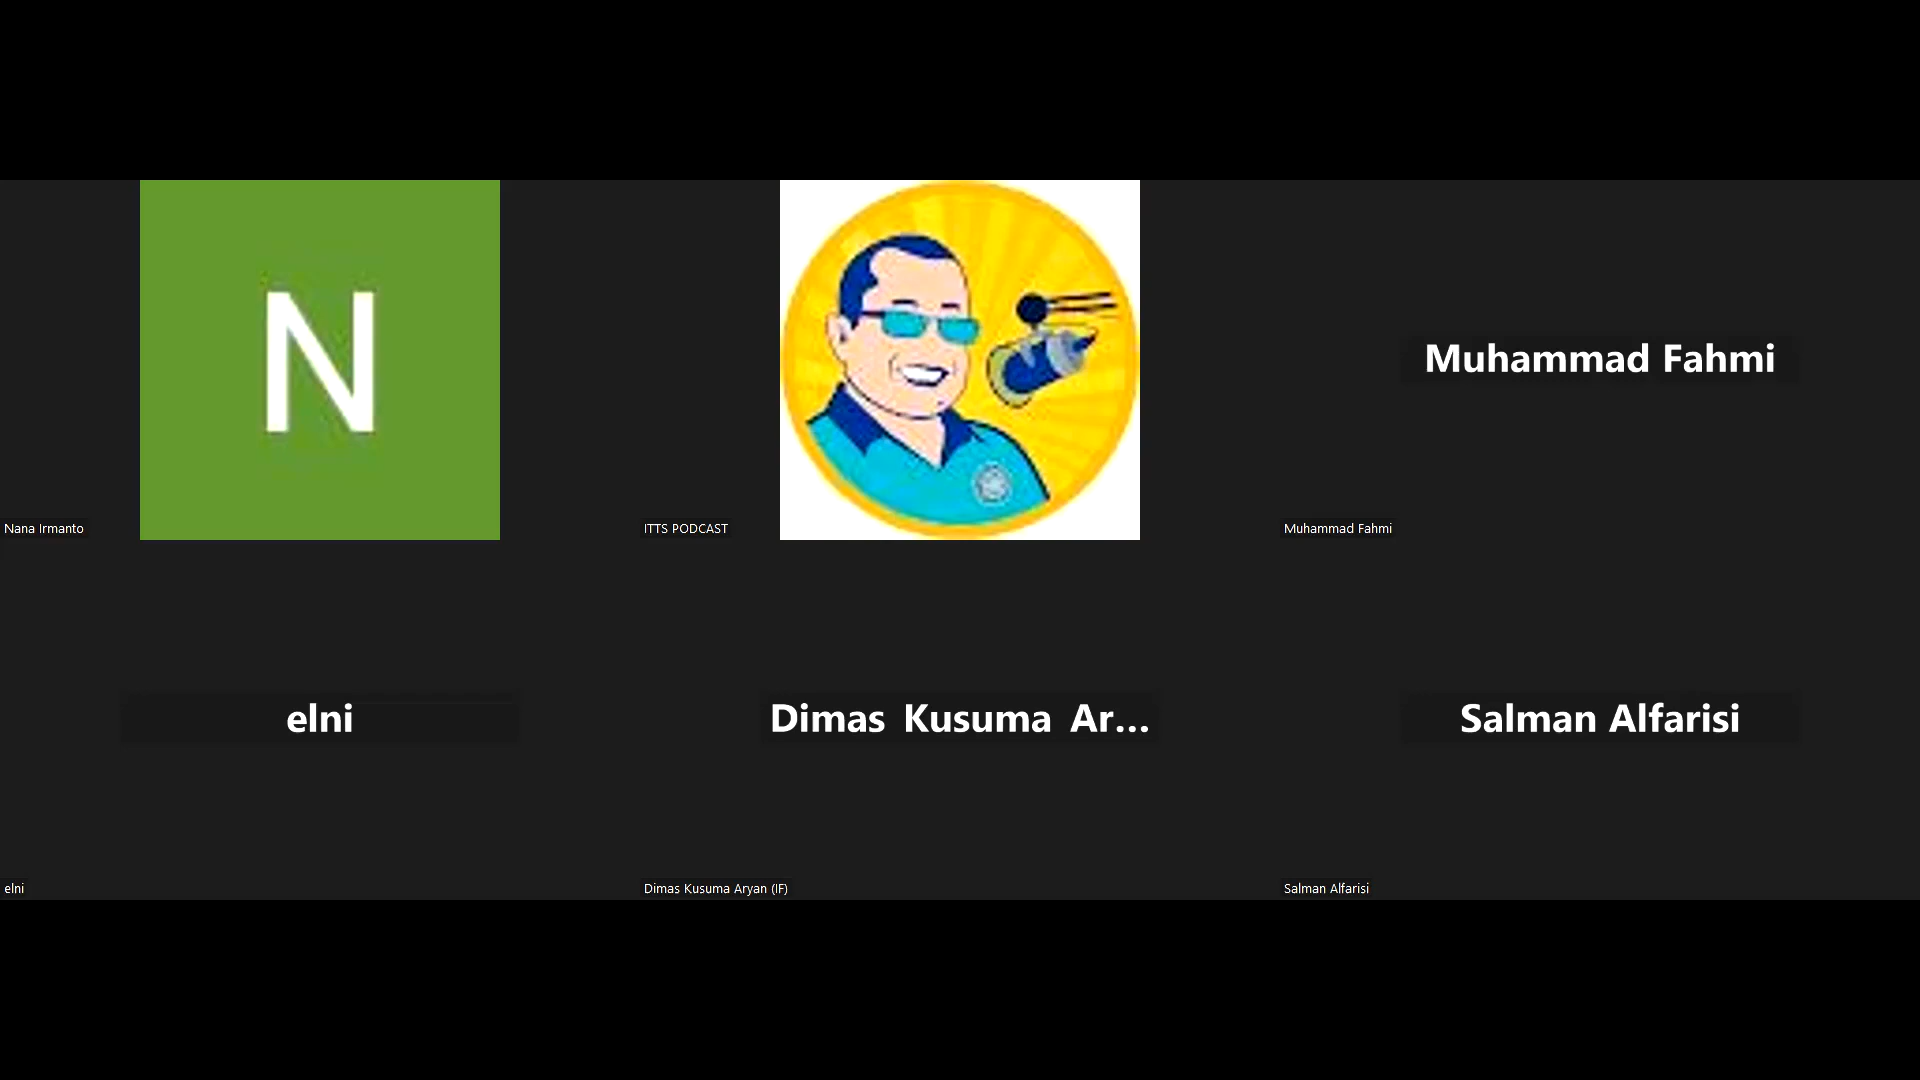 N
Nana Irmanto
ITTS PODCAST
Muhammad Fahmi
Muhammad Fahmi
elni
elni
Dimas Kusuma Ar...
Dimas Kusuma Aryan (IF)
Salman Alfarisi
Salman Alfarisi